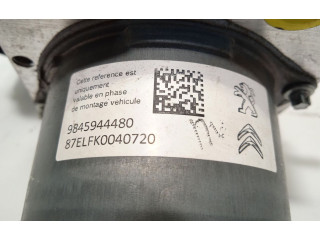 Cette reference est
uniquement
valable en phase
de montage vehicule
9845944480
87ELFK0040720